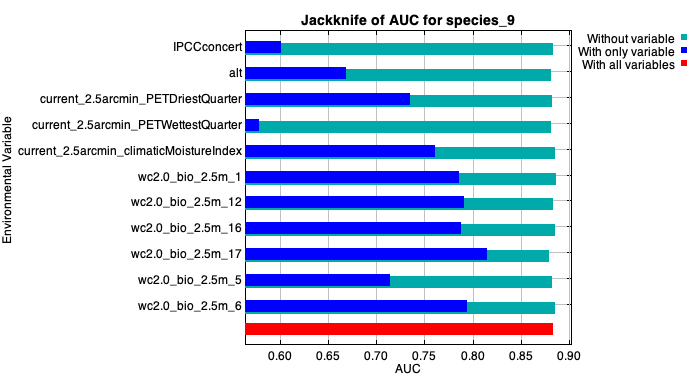 Jackknife of AUC for species_9
Without variable
With only variable
With all variables
Environmental Variable
IPCCconcert
alt
current_2.5arcmin_PETDriestQuarter
current_2.5arcmin_PETWettestQuarter
current_2.5arcmin_climaticMoistureIndex
wc2.0_bio_2.5m_1
wc2.0_bio_2.5m_12
wc2.0_bio_2.5m_16
wc2.0_bio_2.5m_17
wc2.0_bio_2.5m_5
wc2.0_bio_2.5m_6
0.60 0.65 0.70 0.75 0.80 0.85 0.90
AUC